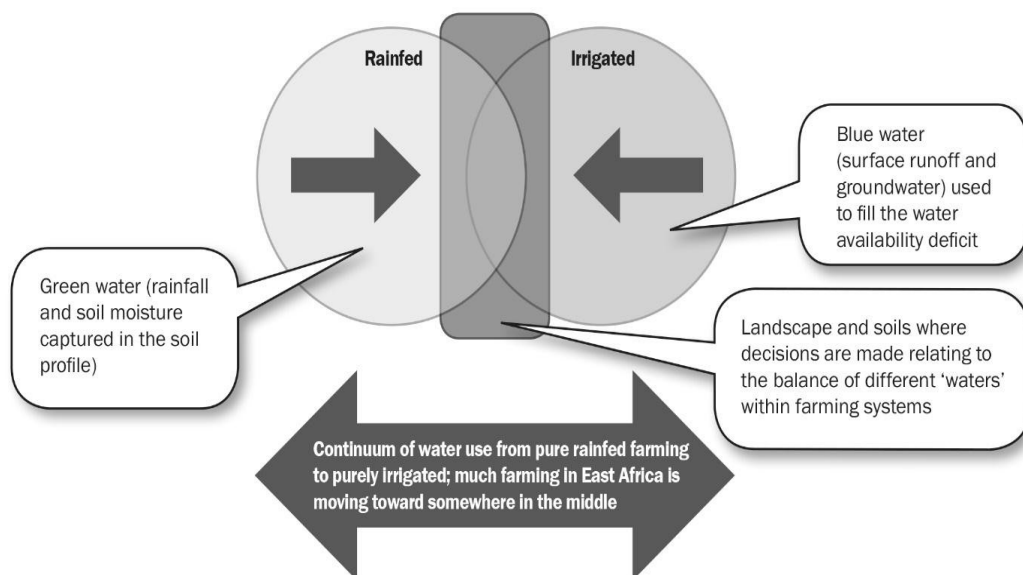 Rainfed
Irrigated
Blue water
(surface runoff and
groundwater) used
to fill the water
availability deficit
Green water (rainfall
and soil moisture
captured in the soil
profile)
Landscape and soils where
decisions are made relating to
the balance of different ‘waters’
within farming systems
Continuum of water use from pure rainfed farming
to purely irrigated; much farming in East Africa is
moving toward somewhere in the middle